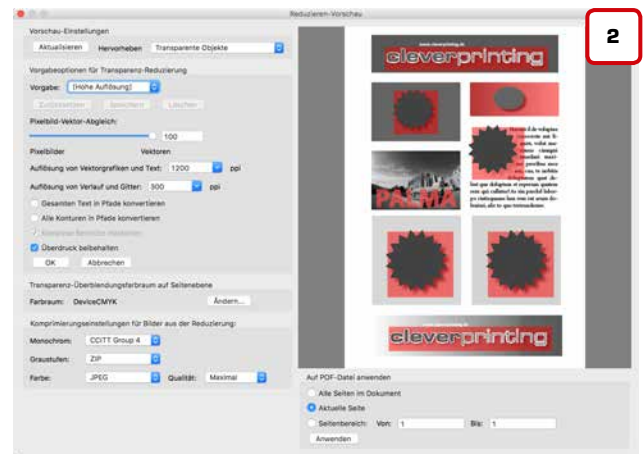 Reduzieren-Vorschau
2
Vorschau-Einstellungen
Aktualisieren Hervorheben Transparente Objekte
Vorgabeoptionen für Transparenz-Reduzierung
Vorgabe: [Hohe Auflösung]
Zurücksetzen Speichern Löschen
Pixelbild-Vektor-Abgleich:
100
Pixelbilder Vektoren
Auflösung von Vektorgrafiken und Text: 1200 ppi
Auflösung von Verlauf und Gitter: 300 ppi
Gesamten Text in Pfade konvertieren
Alle Konturen in Pfade konvertieren
Überdruck beibehalten
OK Abbrechen
Transparenz-Überblendungsfarbraum auf Seitenebene
Farbraum: DeviceCMYK Ändern...
Komprimierungseinstellungen für Bilder aus der Reduzierung:
Monochrom: CCITT Group 4
Graustufen: ZIP
Farbe: JPEG Qualität: Maximal
cleverprinting
PALMA
cleverprinting
Auf PDF-Datei anwenden
Alle Seiten im Dokument
Aktuelle Seite
Seitenbereich: Von: 1 Bis: 1
Anwenden